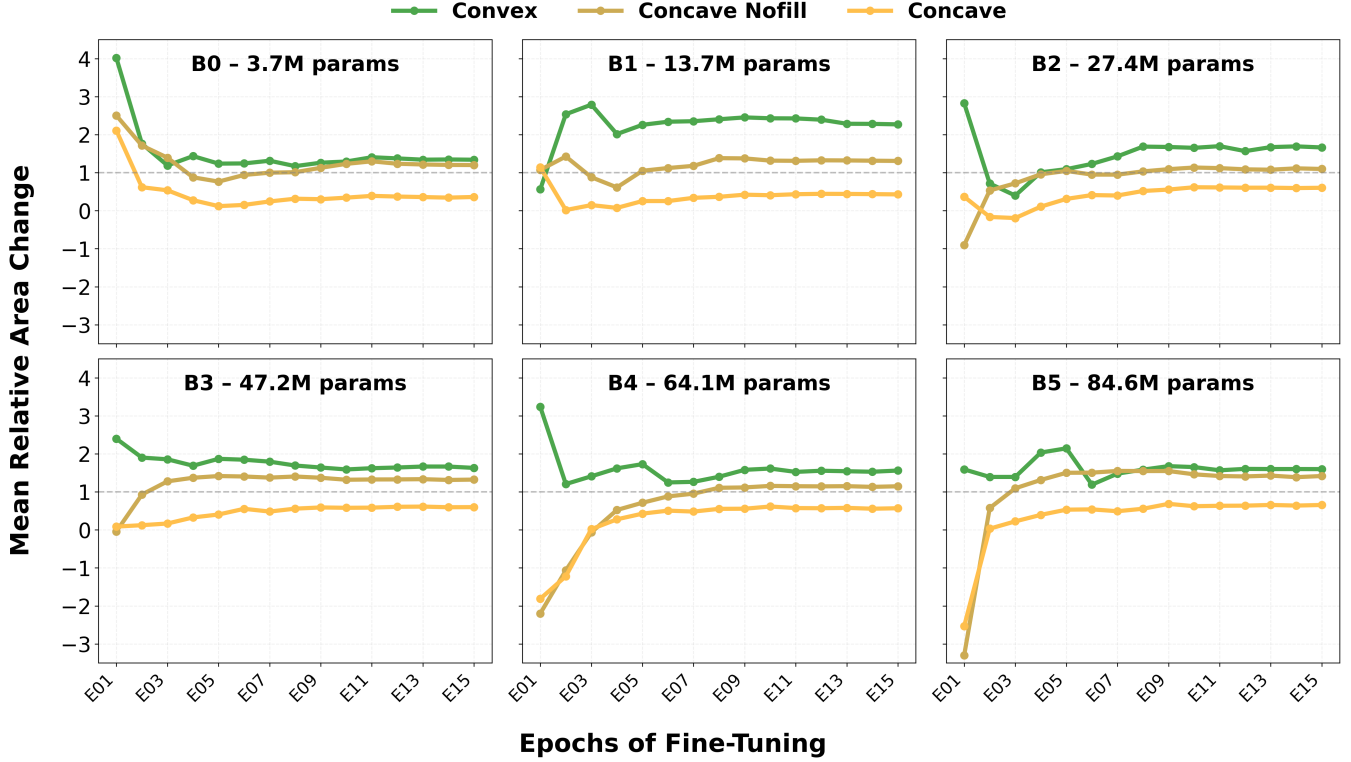 Convex Concave Nofill Concave
Mean Relative Area Change
B0 – 3.7M params
4
3
2
1
0
−1
−2
−3
B1 – 13.7M params
B2 – 27.4M params
B3 – 47.2M params
4
3
2
1
0
−1
−2
−3
E01 E03 E05 E07 E09 E11 E13 E15
B4 – 64.1M params
E01 E03 E05 E07 E09 E11 E13 E15
B5 – 84.6M params
E01 E03 E05 E07 E09 E11 E13 E15
Epochs of Fine-Tuning